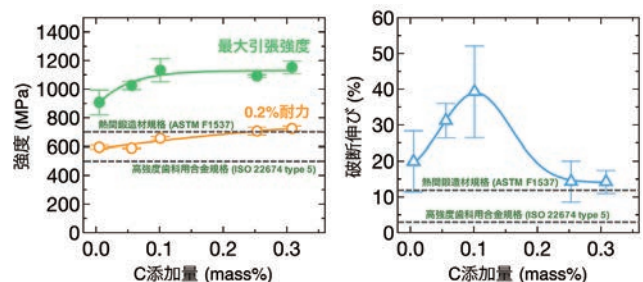 1400
1200
1000
800
600
400
200
0
強度 (MPa)
最大引張強度
0.2%耐力
熱間鍛造材規格 (ASTM F1537)
高強度歯科用合金規格 (ISO 22674 type 5)
0.0 0.1 0.2 0.3
C添加量 (mass%)
60
50
40
30
20
10
0
破断伸び (%)
熱間鍛造材規格 (ASTM F1537)
高強度歯科用合金規格 (ISO 22674 type 5)
0.0 0.1 0.2 0.3
C添加量 (mass%)